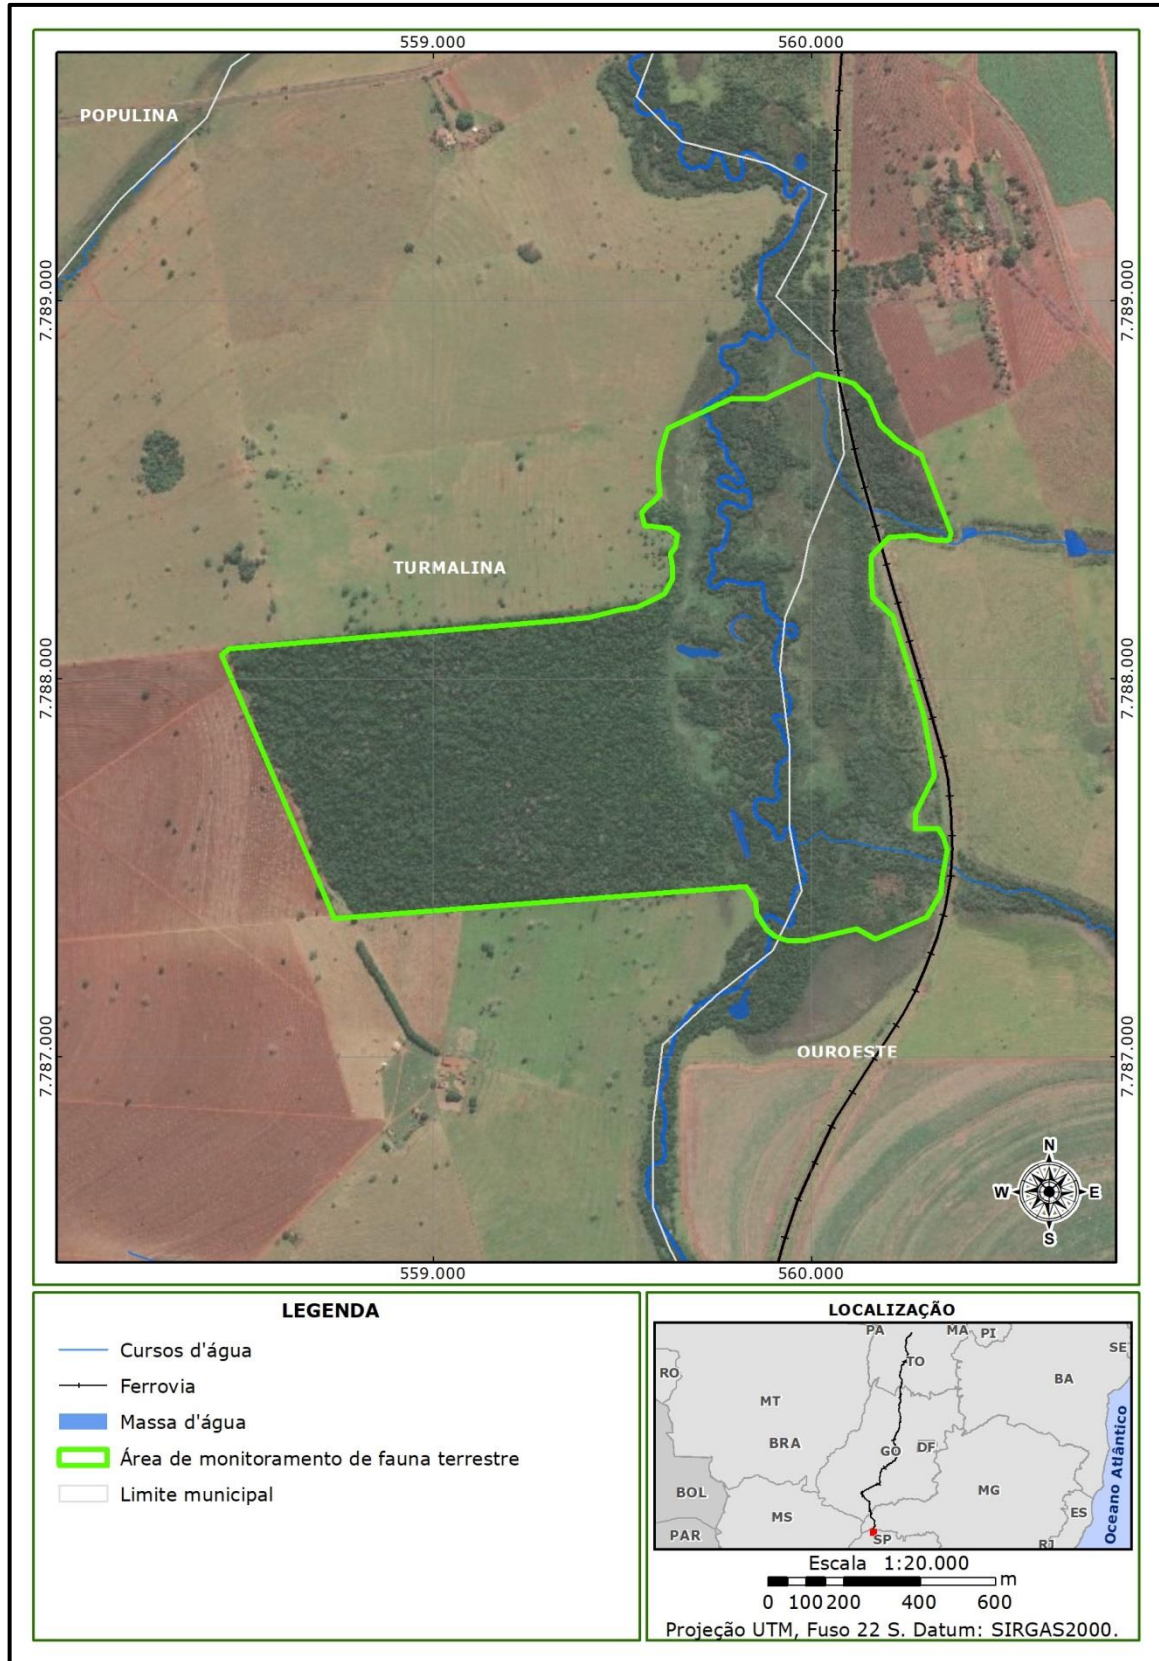 559.000 560.000
POPULINA
7.789.000 7.789.000
TURMALINA
7.788.000 7.788.000
7.787.000 7.787.000
OUROESTE
N
W E
S
559.000 560.000
LEGENDA
Cursos d'água
Ferrovia
Massa d'água
Área de monitoramento de fauna terrestre
Limite municipal
LOCALIZAÇÃO
PA MA PI
SE
RO TO
MT BA
BRA GO DF
BOL MG
MS ES
PAR SP RJ
Oceano Atlântico
Escala 1:20.000
m
0 100 200 400 600
Projeção UTM, Fuso 22 S. Datum: SIRGAS2000.